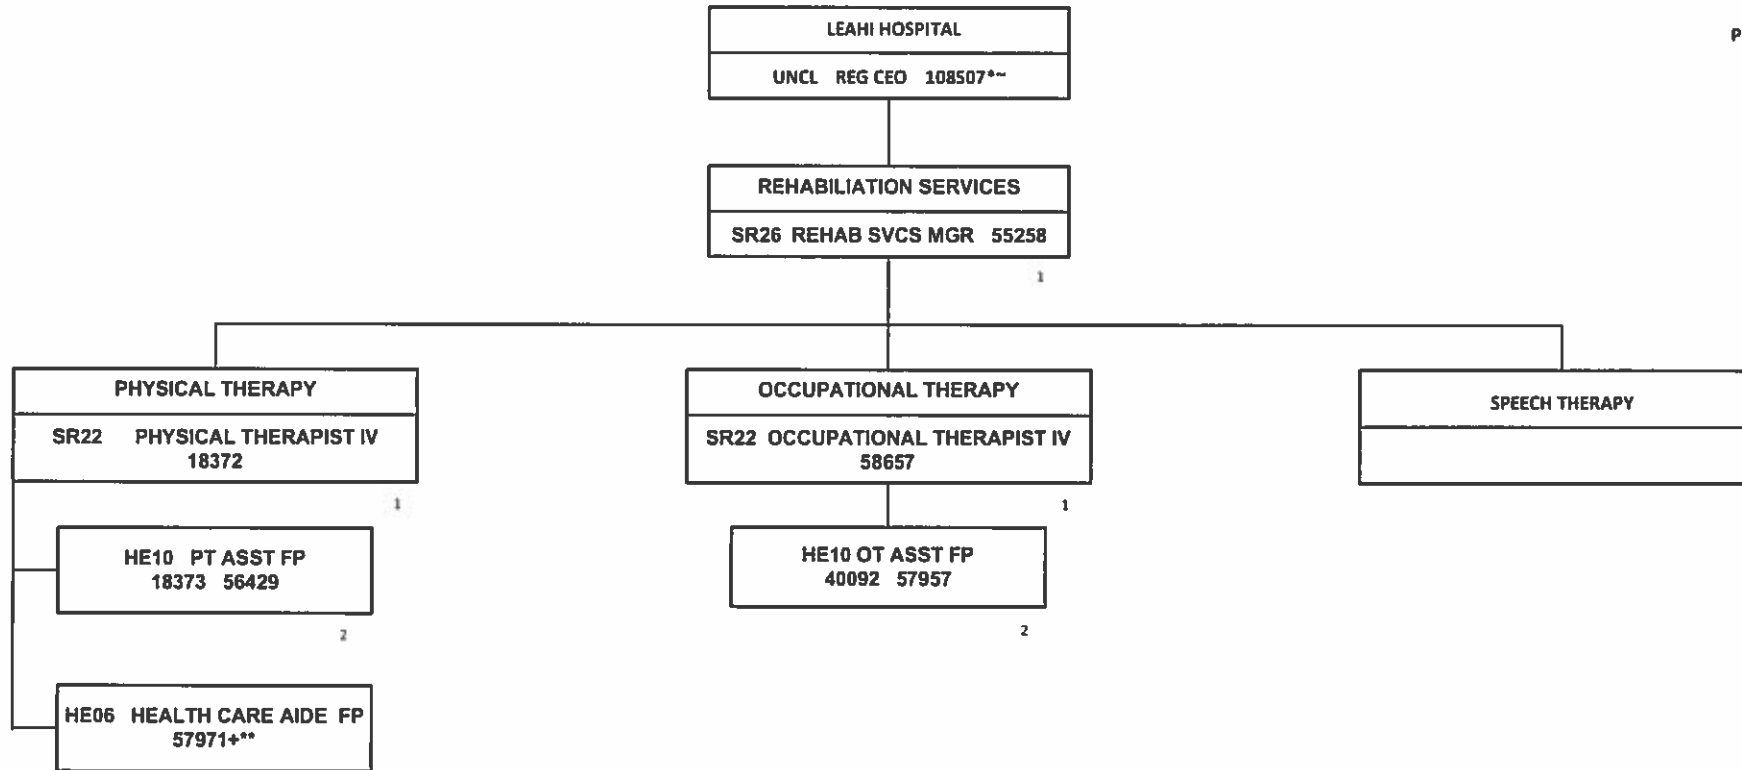 LEAHI HOSPITAL
P
UNCL REG CEO 108507*~
REHABILIATION SERVICES
SR26 REHAB SVCS MGR 55258
1
PHYSICAL THERAPY
SR22 PHYSICAL THERAPIST IV
18372
1
OCCUPATIONAL THERAPY
SR22 OCCUPATIONAL THERAPIST IV
58657
1
SPEECH THERAPY
HE10 PT ASST FP
18373 56429
2
HE10 OT ASST FP
40092 57957
2
HE06 HEALTH CARE AIDE FP
57971+**